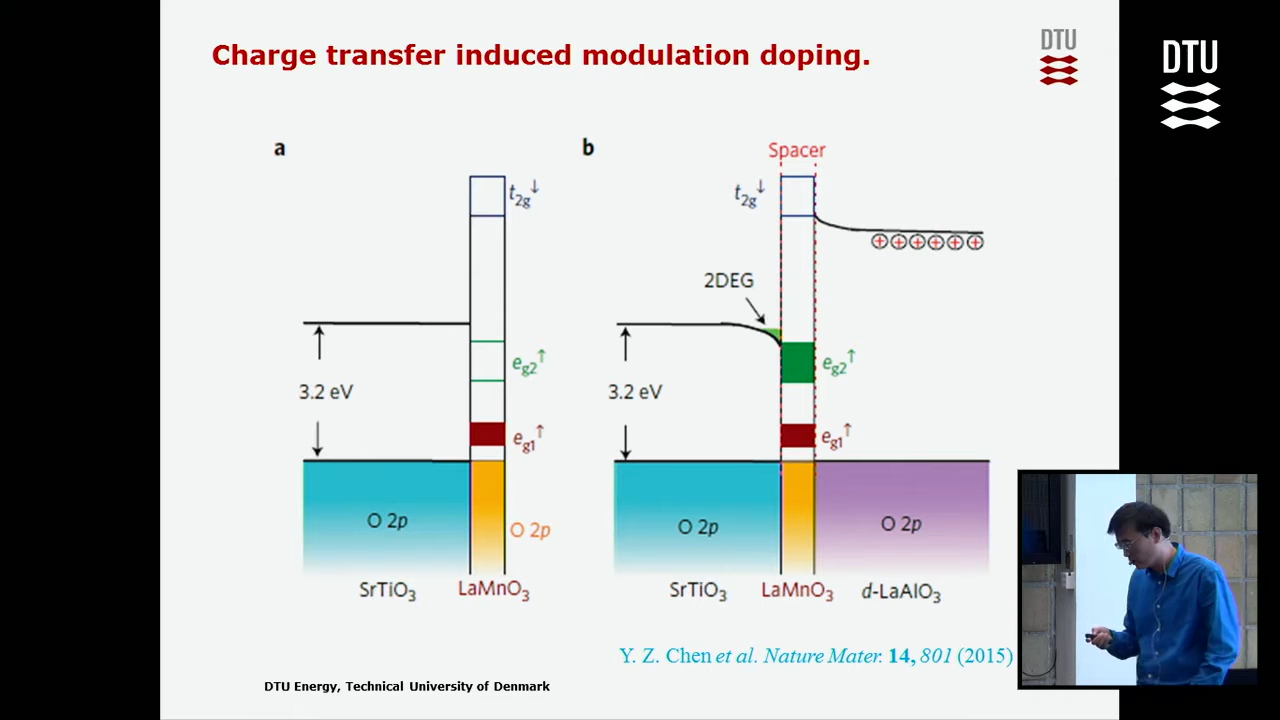 Charge transfer induced modulation doping.
DTU
DTU
a
b
Spacer
t2g↓
t2g↓
2DEG
eg2↑
eg2↑
3.2 eV
3.2 eV
eg1↑
eg1↑
O 2p
O 2p
O 2p
O 2p
SrTiO3
LaMnO3
SrTiO3
LaMnO3
d-LaAlO3
Y. Z. Chen et al. Nature Mater. 14, 801 (2015)
DTU Energy, Technical University of Denmark